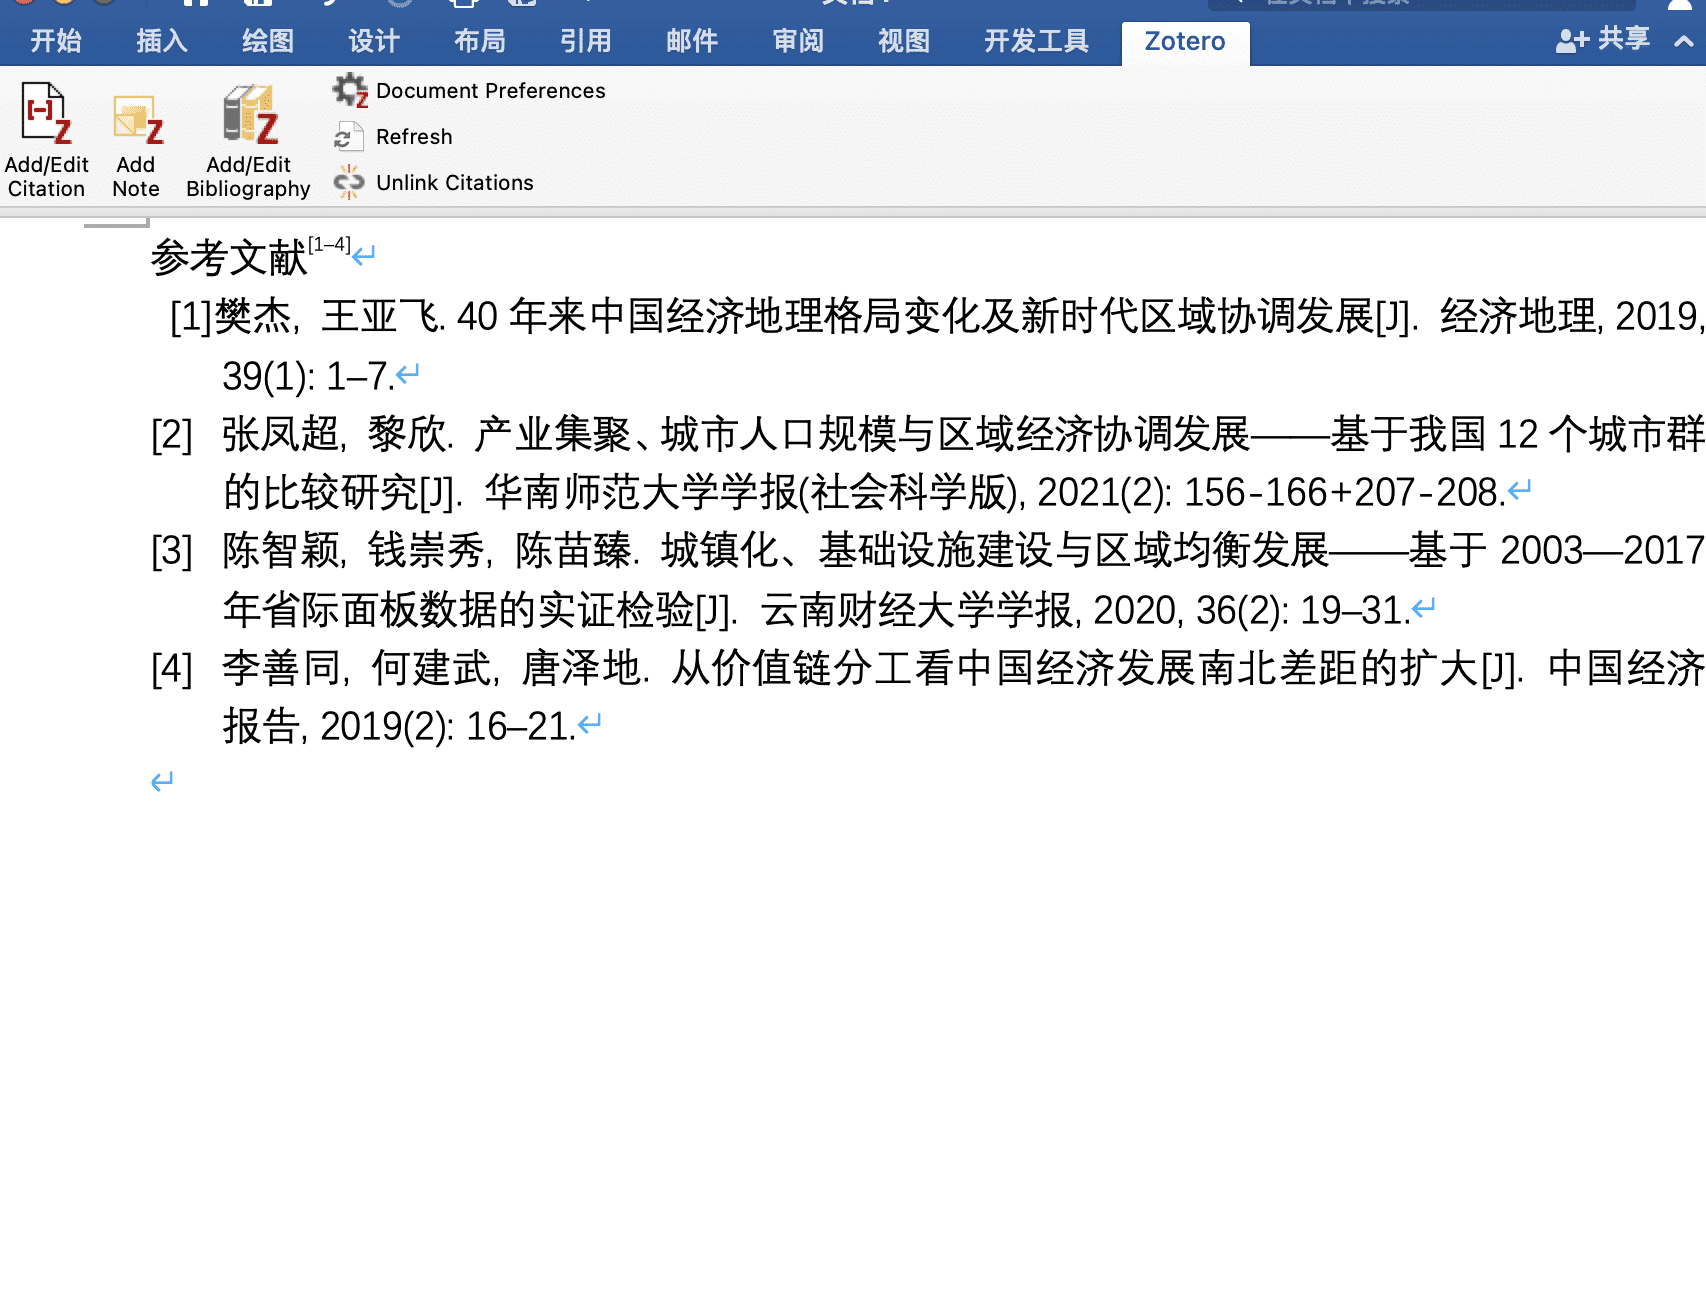 开始 插入 绘图 设计 布局 引用 邮件 审阅 视图 开发工具 Zotero 共享
Add/Edit Citation
Add Note
Add/Edit Bibliography
Document Preferences
Refresh
Unlink Citations
参考文献[1–4]↵
[1]樊杰, 王亚飞. 40 年来中国经济地理格局变化及新时代区域协调发展[J]. 经济地理, 2019,
39(1): 1–7.↵
[2] 张凤超, 黎欣. 产业集聚、城市人口规模与区域经济协调发展——基于我国 12 个城市群
的比较研究[J]. 华南师范大学学报(社会科学版), 2021(2): 156-166+207-208.↵
[3] 陈智颖, 钱崇秀, 陈苗臻. 城镇化、基础设施建设与区域均衡发展——基于 2003—2017
年省际面板数据的实证检验[J]. 云南财经大学学报, 2020, 36(2): 19–31.↵
[4] 李善同, 何建武, 唐泽地. 从价值链分工看中国经济发展南北差距的扩大[J]. 中国经济
报告, 2019(2): 16–21.↵